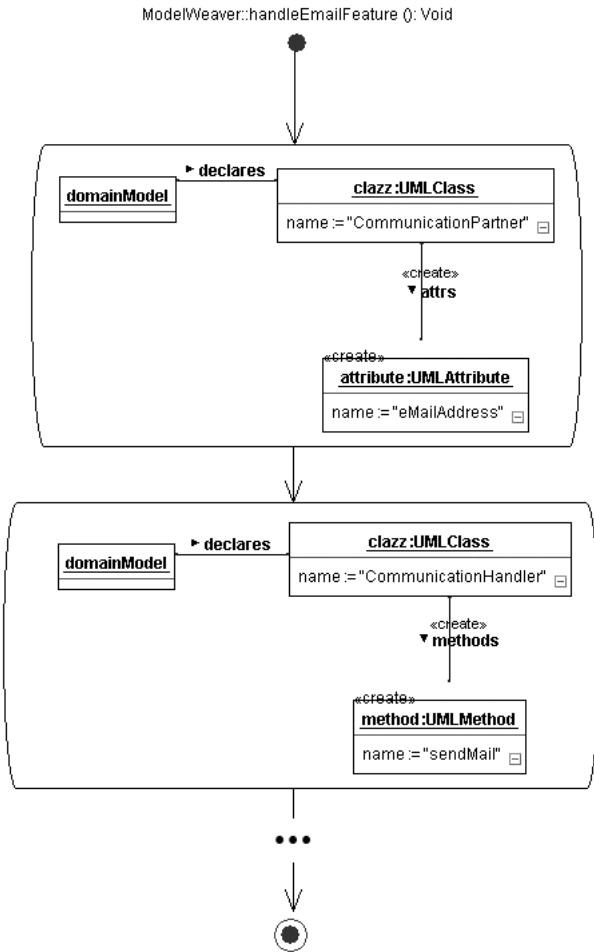 ModelWeaver::handleEmailFeature (): Void
declares
domainModel
clazz:UMLClass
name:="CommunicationPartner"
«create»
attrs
«create»
attribute:UMLAttribute
name:="eMailAddress"
declares
domainModel
clazz:UMLClass
name:="CommunicationHandler"
«create»
methods
«create»
method:UMLMethod
name:="sendMail"